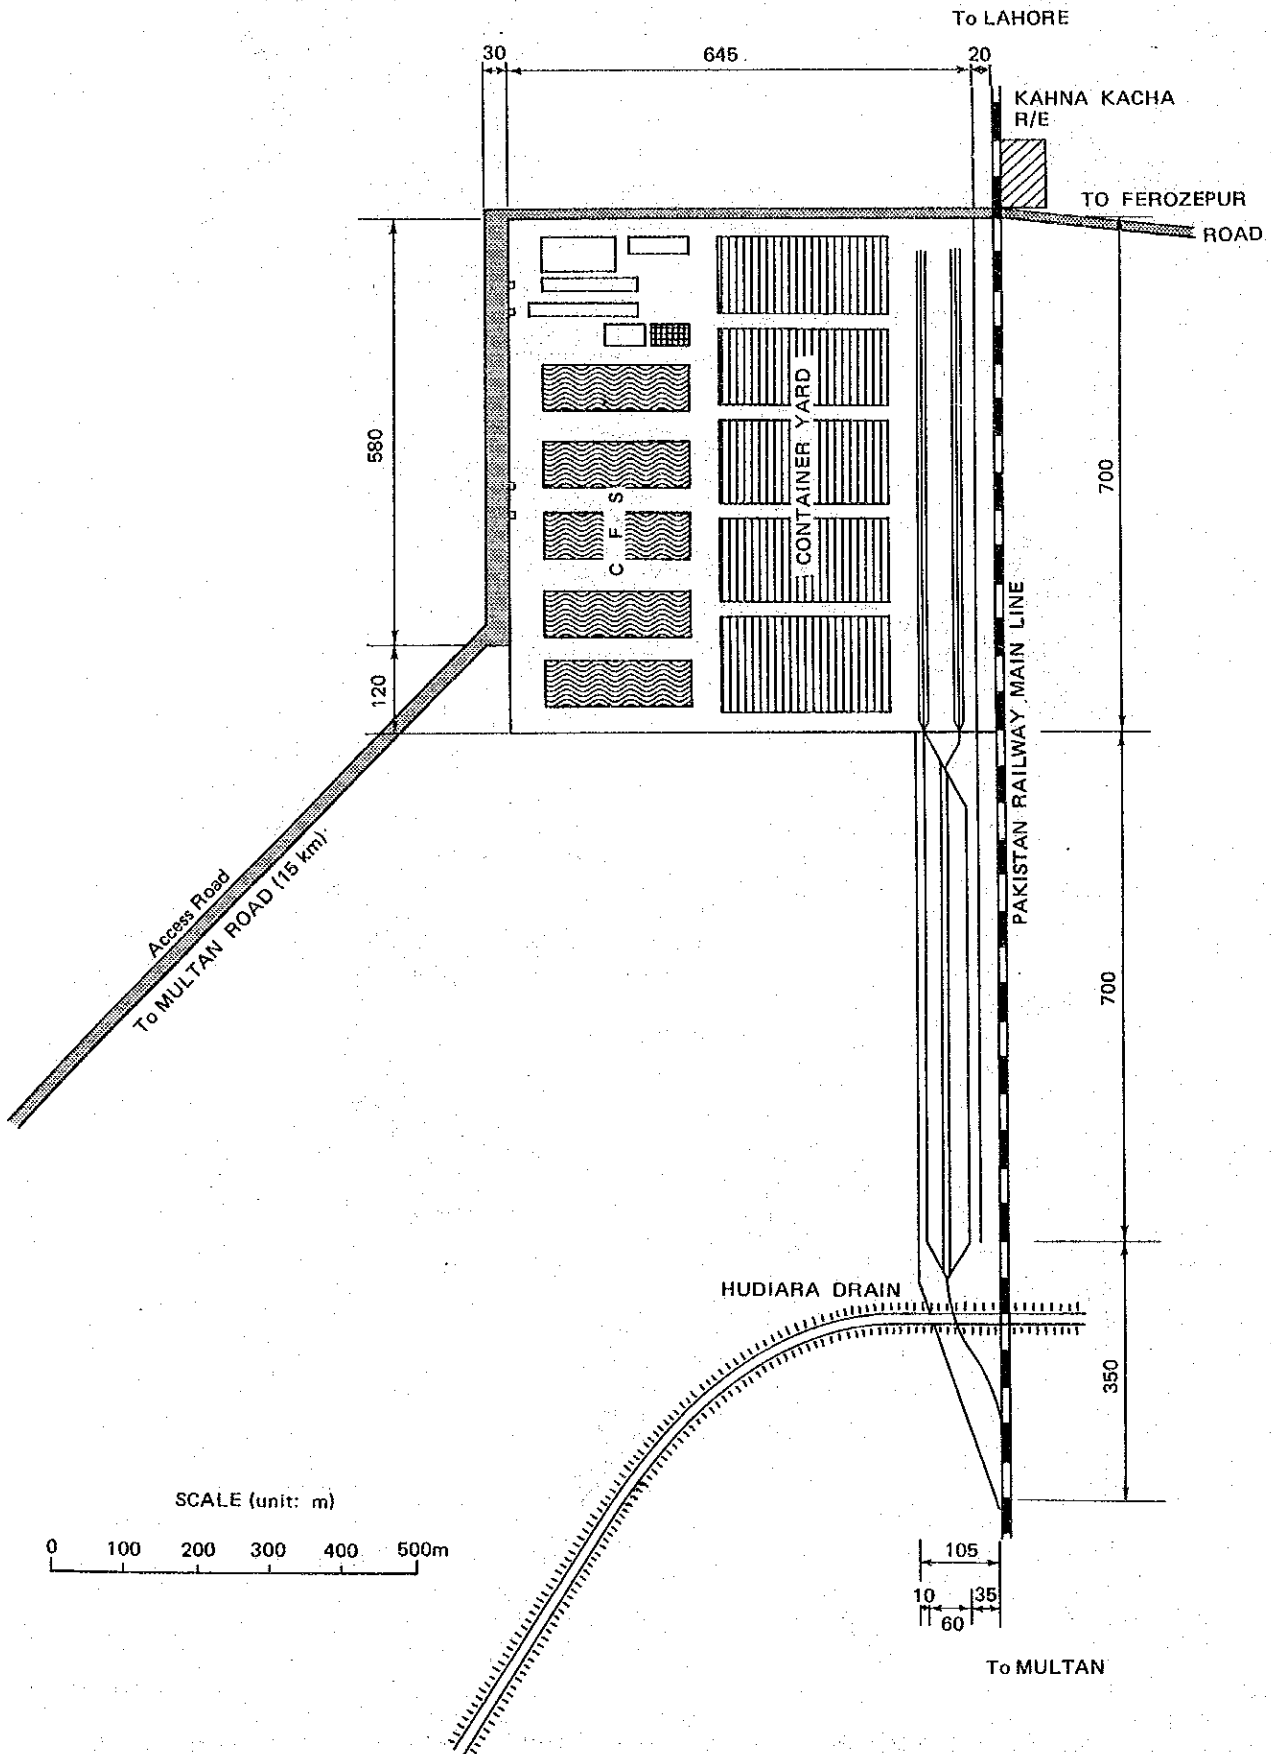 To LAHORE
30
645
20
KAHNA KACHA
R/E
TO FEROZEPUR
ROAD
580
120
C F S
CONTAINER YARD
700
PAKISTAN RAILWAY MAIN LINE
Access Road
To MULTAN ROAD (15 km)
700
HUDIARA DRAIN
350
SCALE (unit: m)
0 100 200 300 400 500m
105
10
60
35
To MULTAN